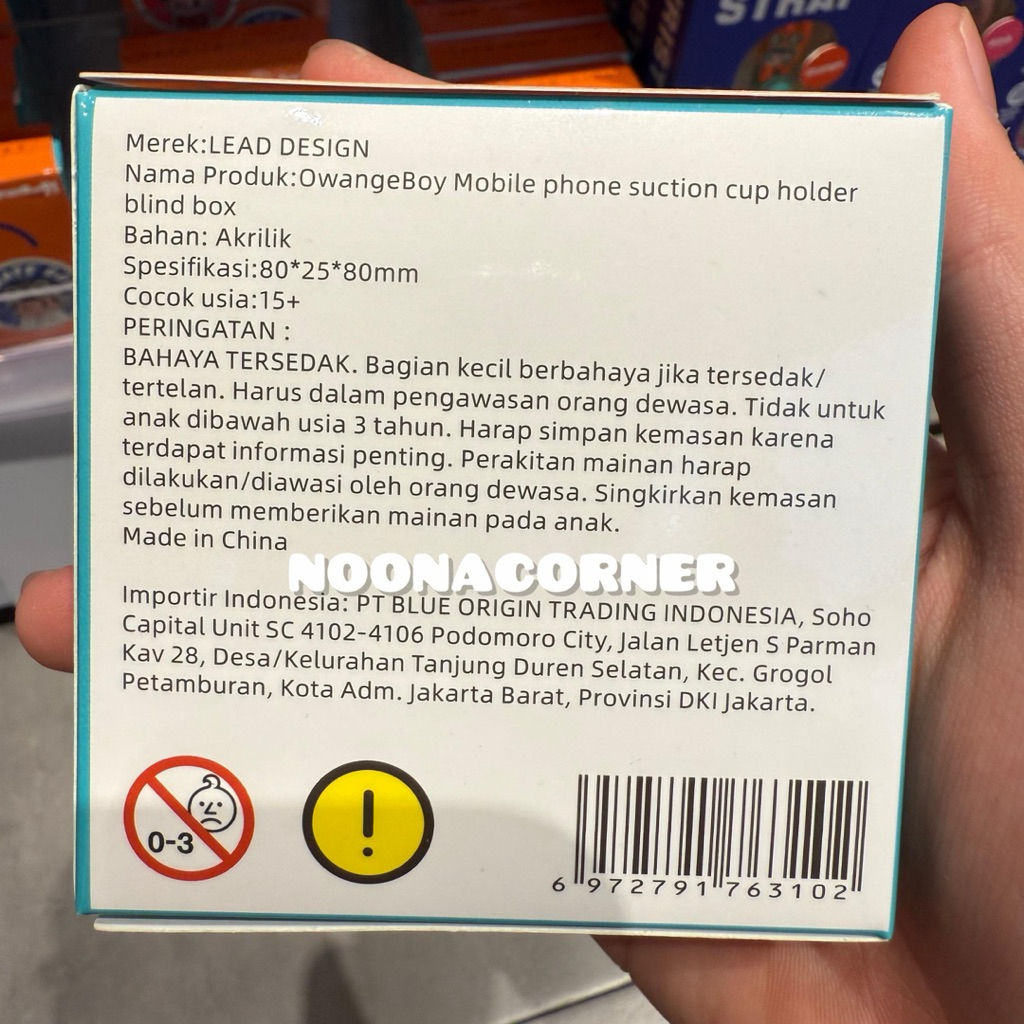 STRAP
Merek:LEAD DESIGN
Nama Produk:OwangeBoy Mobile phone suction cup holder
blind box
Bahan: Akrilik
Spesifikasi:80*25*80mm
Cocok usia:15+
PERINGATAN :
BAHAYA TERSEDAK. Bagian kecil berbahaya jika tersedak/
tertelan. Harus dalam pengawasan orang dewasa. Tidak untuk
anak dibawah usia 3 tahun. Harap simpan kemasan karena
terdapat informasi penting. Perakitan mainan harap
dilakukan/diawasi oleh orang dewasa. Singkirkan kemasan
sebelum memberikan mainan pada anak.
Made in China
NOONACORNER
Importir Indonesia: PT BLUE ORIGIN TRADING INDONESIA, Soho
Capital Unit SC 4102-4106 Podomoro City, Jalan Letjen S Parman
Kav 28, Desa/Kelurahan Tanjung Duren Selatan, Kec. Grogol
Petamburan, Kota Adm. Jakarta Barat, Provinsi DKI Jakarta.
0-3
!
6 972791 763102